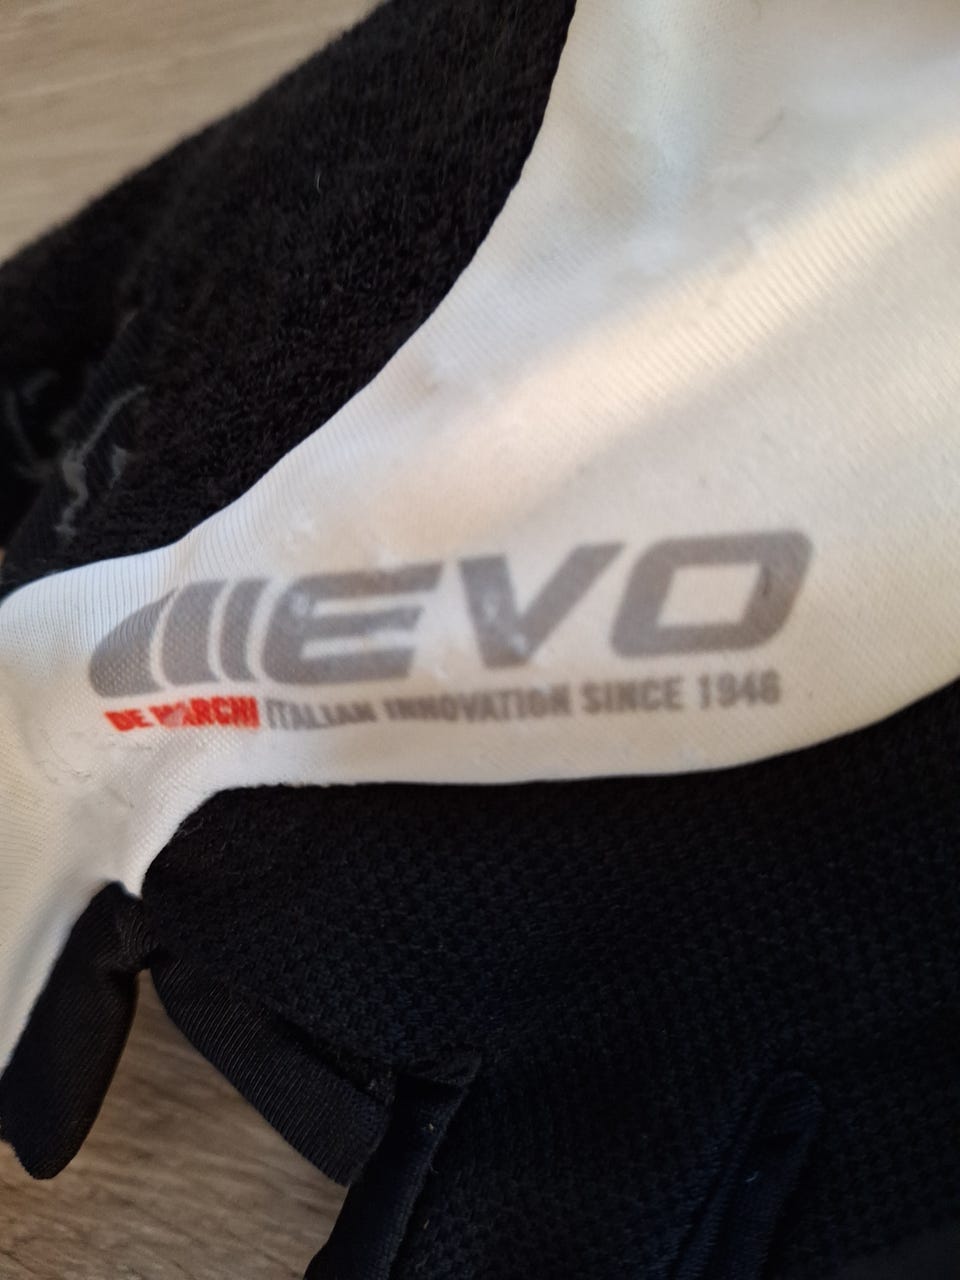 EVO
DE MARCHI ITALIAN INNOVATION SINCE 1946